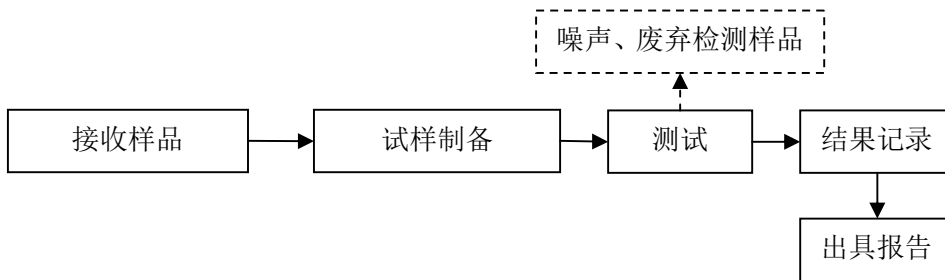 噪声、废弃检测样品
接收样品
试样制备
测试
结果记录
出具报告